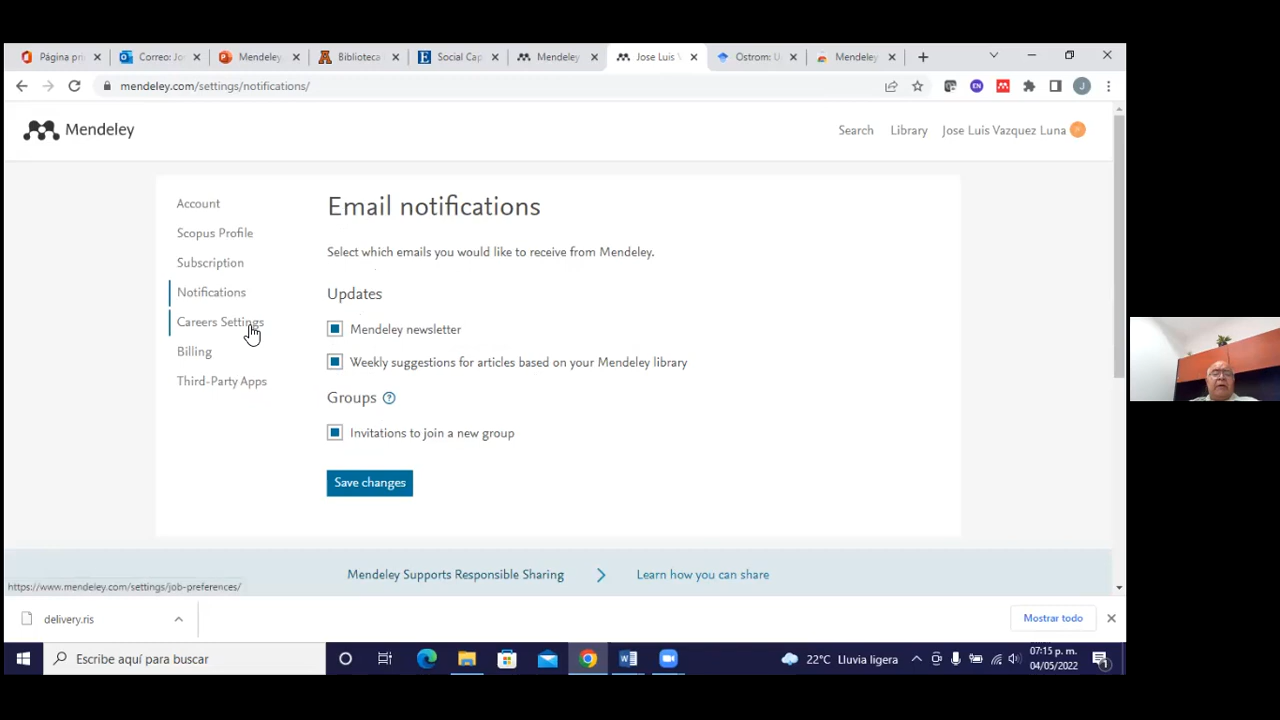 Página pri
Correo: Jo
Mendeley
Biblioteca
Social Cap
Mendeley
Jose Luis V
Ostrom: U
Mendeley
mendeley.com/settings/notifications/
EN
J
Mendeley
Search
Library
Jose Luis Vazquez Luna
Account
Scopus Profile
Subscription
Notifications
Careers Settings
Billing
Third-Party Apps
Email notifications
Select which emails you would like to receive from Mendeley.
Updates
Mendeley newsletter
Weekly suggestions for articles based on your Mendeley library
Groups ?
Invitations to join a new group
Save changes
Mendeley Supports Responsible Sharing
Learn how you can share
https://www.mendeley.com/settings/job-preferences/
delivery.ris
Mostrar todo
Escribe aquí para buscar
22°C Lluvia ligera
07:15 p. m.
04/05/2022
1